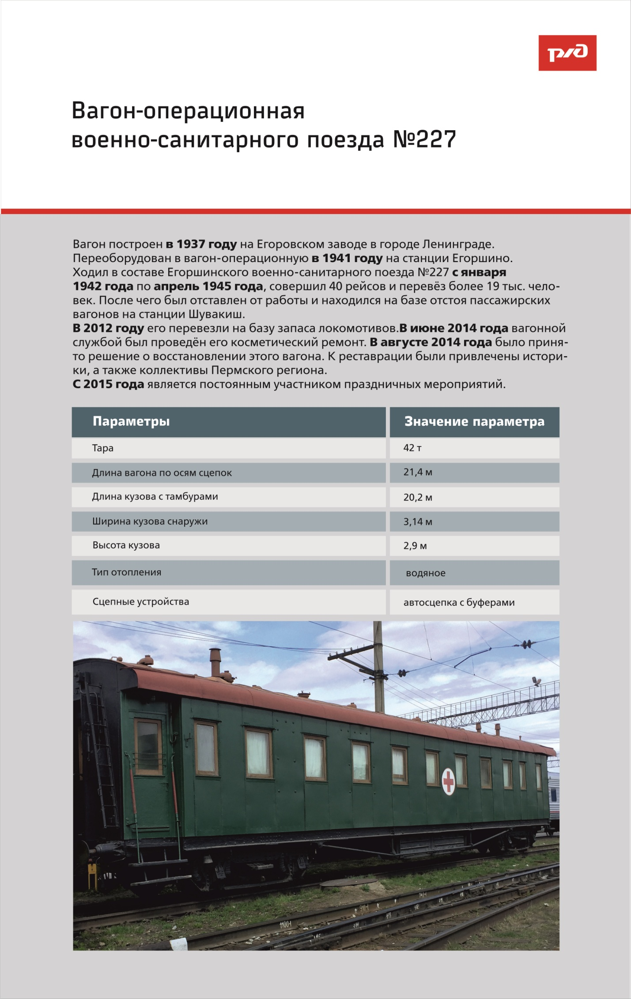 РЖД
Вагон-операционная
военно-санитарного поезда №227
Вагон построен в 1937 году на Егоровском заводе в городе Ленинграде.
Переоборудован в вагон-операционную в 1941 году на станции Егоршино.
Ходил в составе Егоршинского военно-санитарного поезда №227 с января
1942 года по апрель 1945 года, совершил 40 рейсов и перевёз более 19 тыс. чело-
век. После чего был отставлен от работы и находился на базе отстоя пассажирских
вагонов на станции Шувакиш.
В 2012 году его перевезли на базу запаса локомотивов.В июне 2014 года вагонной
службой был проведён его косметический ремонт. В августе 2014 года было приня-
то решение о восстановлении этого вагона. К реставрации были привлечены истори-
ки, а также коллективы Пермского региона.
С 2015 года является постоянным участником праздничных мероприятий.
Параметры Значение параметра
Тара 42 т
Длина вагона по осям сцепок 21,4 м
Длина кузова с тамбурами 20,2 м
Ширина кузова снаружи 3,14 м
Высота кузова 2,9 м
Тип отопления водяное
Сцепные устройства автосцепка с буферами